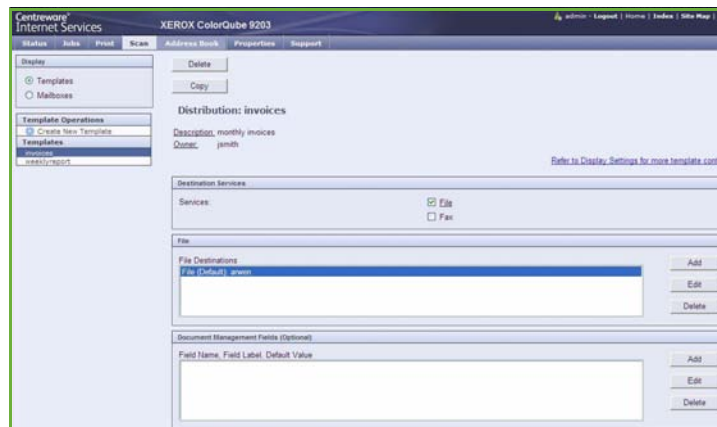 Centreware®
Internet Services
XEROX ColorQube 9203
admin - Logout | Home | Index | Site Map |
Status Jobs Print Scan Address Book Properties Support
Display
Templates
Mailboxes
Template Operations
Create New Template
Templates
invoices
weeklyreport
Delete
Copy
Distribution: invoices
Description: monthly invoices
Owner: jsmith
Refer to Display Settings for more template cont
Destination Services
Services:
File
Fax
File
File Destinations
File (Default): arwen
Add
Edit
Delete
Document Management Fields (Optional)
Field Name, Field Label, Default Value
Add
Edit
Delete